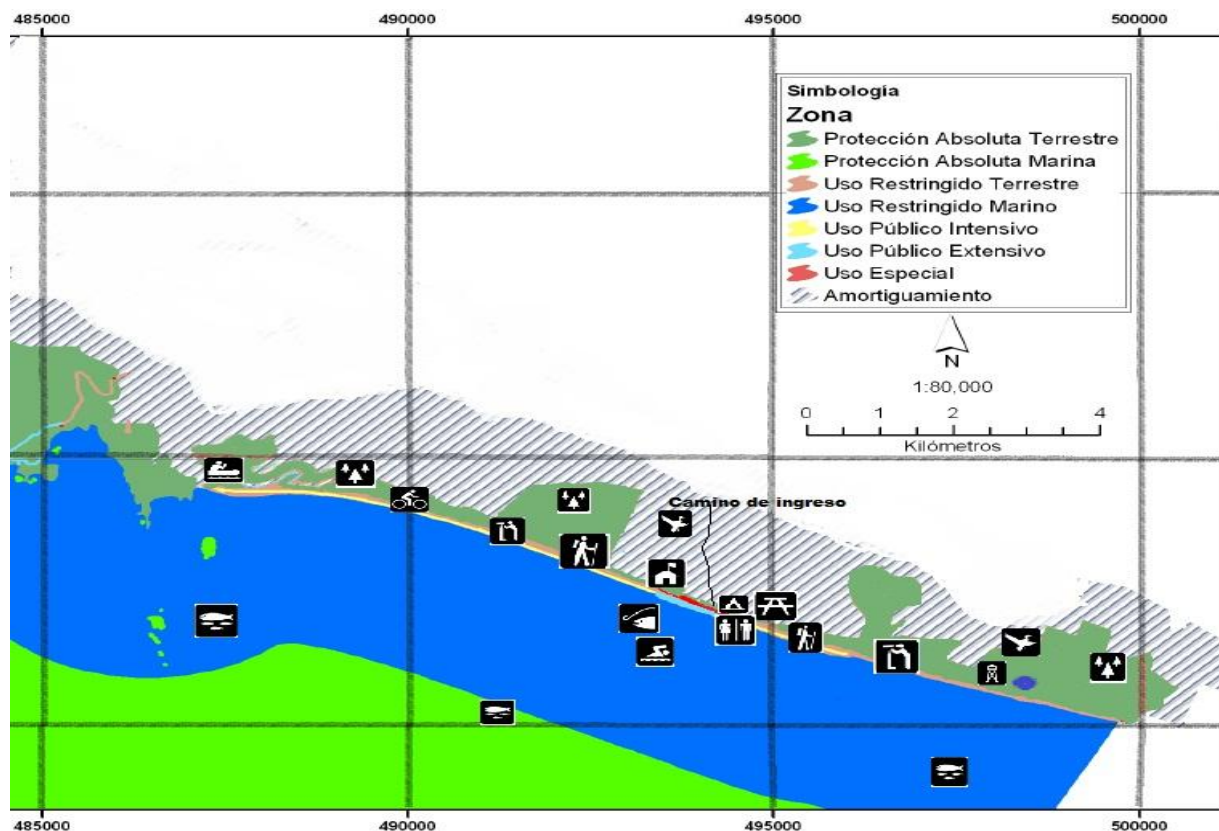 485000 490000 495000 500000
Simbología
Zona
Protección Absoluta Terrestre
Protección Absoluta Marina
Uso Restringido Terrestre
Uso Restringido Marino
Uso Público Intensivo
Uso Público Extensivo
Uso Especial
Amortiguamiento
N
1:80,000
0 1 2 4
Kilómetros
Camino de ingreso
485000 490000 495000 500000